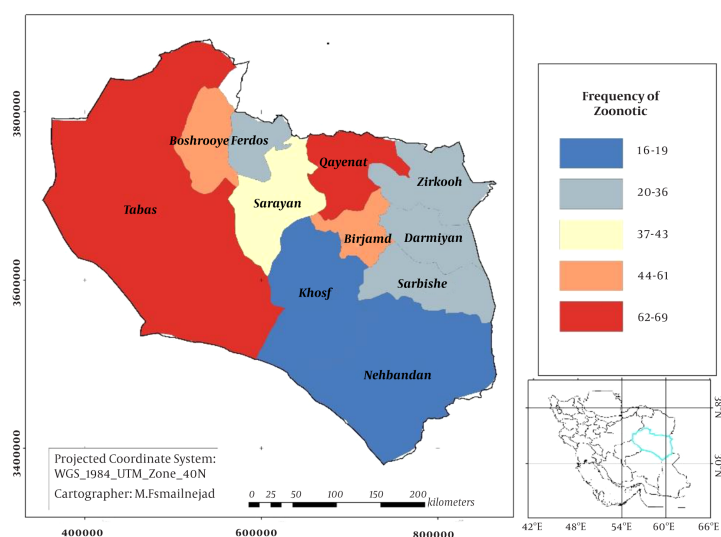 3800000
3600000
3400000
400000
600000
800000
Boshrooye
Ferdos
Qayenat
Zirkooh
Tabas
Sarayan
Birjamd
Darmiyan
Khosf
Sarbishe
Nehbandan
Projected Coordinate System:
WGS_1984_UTM_Zone_40N
Cartographer: M.Fsmailnejad
0 25 50 100 150 200
kilometers
Frequency of
Zoonotic
16-19
20-36
37-43
44-61
62-69
38°N
30°N
42°E 48°E 54°E 60°E 66°E